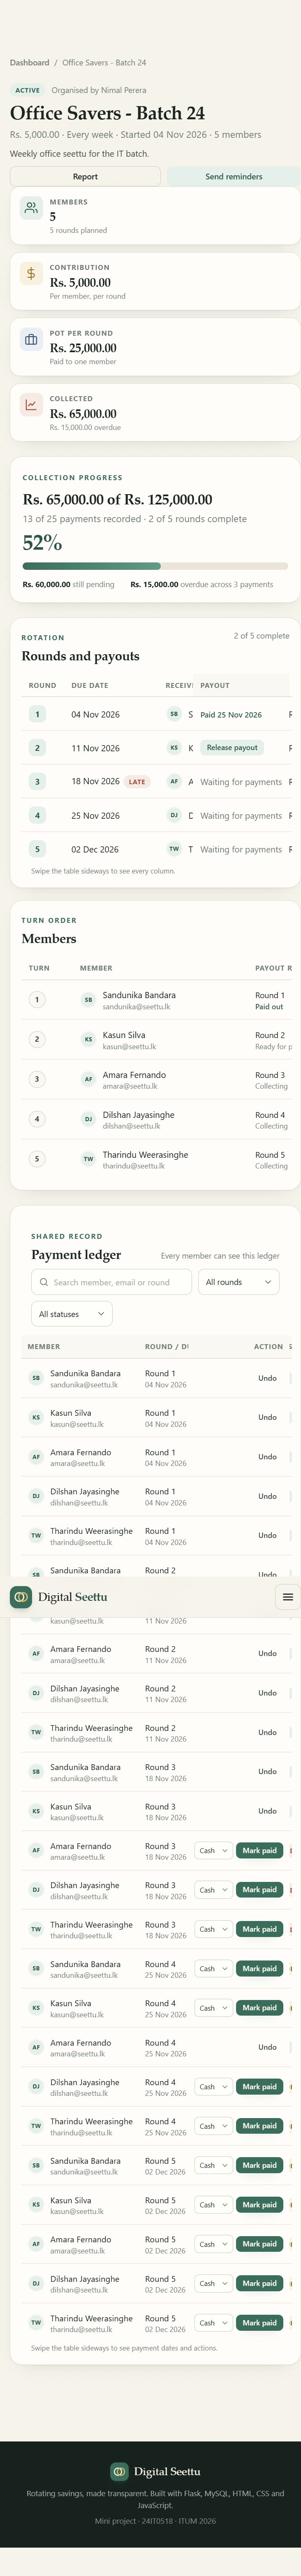 Dashboard / Office Savers - Batch 24
ACTIVE Organised by Nimal Perera
Office Savers - Batch 24
Rs. 5,000.00 · Every week · Started 04 Nov 2026 · 5 members
Weekly office seettu for the IT batch.
Report Send reminders
MEMBERS
5
5 rounds planned
CONTRIBUTION
Rs. 5,000.00
Per member, per round
POT PER ROUND
Rs. 25,000.00
Paid to one member
COLLECTED
Rs. 65,000.00
Rs. 15,000.00 overdue
COLLECTION PROGRESS
Rs. 65,000.00 of Rs. 125,000.00
13 of 25 payments recorded · 2 of 5 rounds complete
52%
Rs. 60,000.00 still pending Rs. 15,000.00 overdue across 3 payments
ROTATION 2 of 5 complete
Rounds and payouts
ROUND DUE DATE RECEIV PAYOUT
1 04 Nov 2026 SB S Paid 25 Nov 2026
2 11 Nov 2026 KS K Release payout
3 18 Nov 2026 LATE AF A Waiting for payments
4 25 Nov 2026 DJ D Waiting for payments
5 02 Dec 2026 TW T Waiting for payments
Swipe the table sideways to see every column.
TURN ORDER
Members
TURN MEMBER PAYOUT R
1 SB Sandunika Bandara Round 1
sandunika@seettu.lk Paid out
2 KS Kasun Silva Round 2
kasun@seettu.lk Ready for p
3 AF Amara Fernando Round 3
amara@seettu.lk Collecting
4 DJ Dilshan Jayasinghe Round 4
dilshan@seettu.lk Collecting
5 TW Tharindu Weerasinghe Round 5
tharindu@seettu.lk Collecting
SHARED RECORD
Payment ledger Every member can see this ledger
Search member, email or round All rounds
All statuses
MEMBER ROUND / DU ACTION
SB Sandunika Bandara Round 1 Undo
sandunika@seettu.lk 04 Nov 2026
KS Kasun Silva Round 1 Undo
kasun@seettu.lk 04 Nov 2026
AF Amara Fernando Round 1 Undo
amara@seettu.lk 04 Nov 2026
DJ Dilshan Jayasinghe Round 1 Undo
dilshan@seettu.lk 04 Nov 2026
TW Tharindu Weerasinghe Round 1 Undo
tharindu@seettu.lk 04 Nov 2026
SB Sandunika Bandara Round 2 Undo
Digital Seettu
kasun@seettu.lk 11 Nov 2026
AF Amara Fernando Round 2 Undo
amara@seettu.lk 11 Nov 2026
DJ Dilshan Jayasinghe Round 2 Undo
dilshan@seettu.lk 11 Nov 2026
TW Tharindu Weerasinghe Round 2 Undo
tharindu@seettu.lk 11 Nov 2026
SB Sandunika Bandara Round 3 Undo
sandunika@seettu.lk 18 Nov 2026
KS Kasun Silva Round 3 Undo
kasun@seettu.lk 18 Nov 2026
AF Amara Fernando Round 3 Cash Mark paid
amara@seettu.lk 18 Nov 2026
DJ Dilshan Jayasinghe Round 3 Cash Mark paid
dilshan@seettu.lk 18 Nov 2026
TW Tharindu Weerasinghe Round 3 Cash Mark paid
tharindu@seettu.lk 18 Nov 2026
SB Sandunika Bandara Round 4 Cash Mark paid
sandunika@seettu.lk 25 Nov 2026
KS Kasun Silva Round 4 Cash Mark paid
kasun@seettu.lk 25 Nov 2026
AF Amara Fernando Round 4 Undo
amara@seettu.lk 25 Nov 2026
DJ Dilshan Jayasinghe Round 4 Cash Mark paid
dilshan@seettu.lk 25 Nov 2026
TW Tharindu Weerasinghe Round 4 Cash Mark paid
tharindu@seettu.lk 25 Nov 2026
SB Sandunika Bandara Round 5 Cash Mark paid
sandunika@seettu.lk 02 Dec 2026
KS Kasun Silva Round 5 Cash Mark paid
kasun@seettu.lk 02 Dec 2026
AF Amara Fernando Round 5 Cash Mark paid
amara@seettu.lk 02 Dec 2026
DJ Dilshan Jayasinghe Round 5 Cash Mark paid
dilshan@seettu.lk 02 Dec 2026
TW Tharindu Weerasinghe Round 5 Cash Mark paid
tharindu@seettu.lk 02 Dec 2026
Swipe the table sideways to see payment dates and actions.
Digital Seettu
Rotating savings, made transparent. Built with Flask, MySQL, HTML, CSS and
JavaScript.
Mini project · 24IT0518 · ITUM 2026